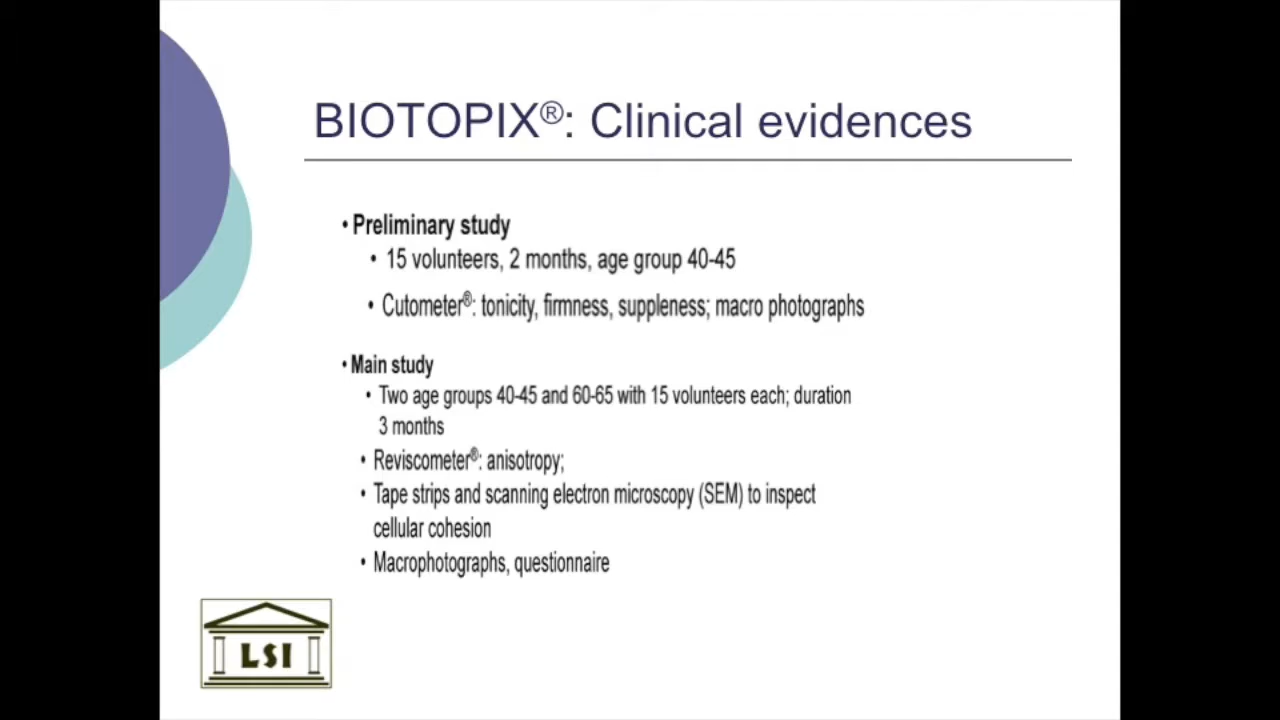 BIOTOPIX®: Clinical evidences
• Preliminary study
• 15 volunteers, 2 months, age group 40-45
• Cutometer®: tonicity, firmness, suppleness; macro photographs
• Main study
• Two age groups 40-45 and 60-65 with 15 volunteers each; duration
3 months
• Reviscometer®: anisotropy;
• Tape strips and scanning electron microscopy (SEM) to inspect
cellular cohesion
• Macrophotographs, questionnaire
LSI